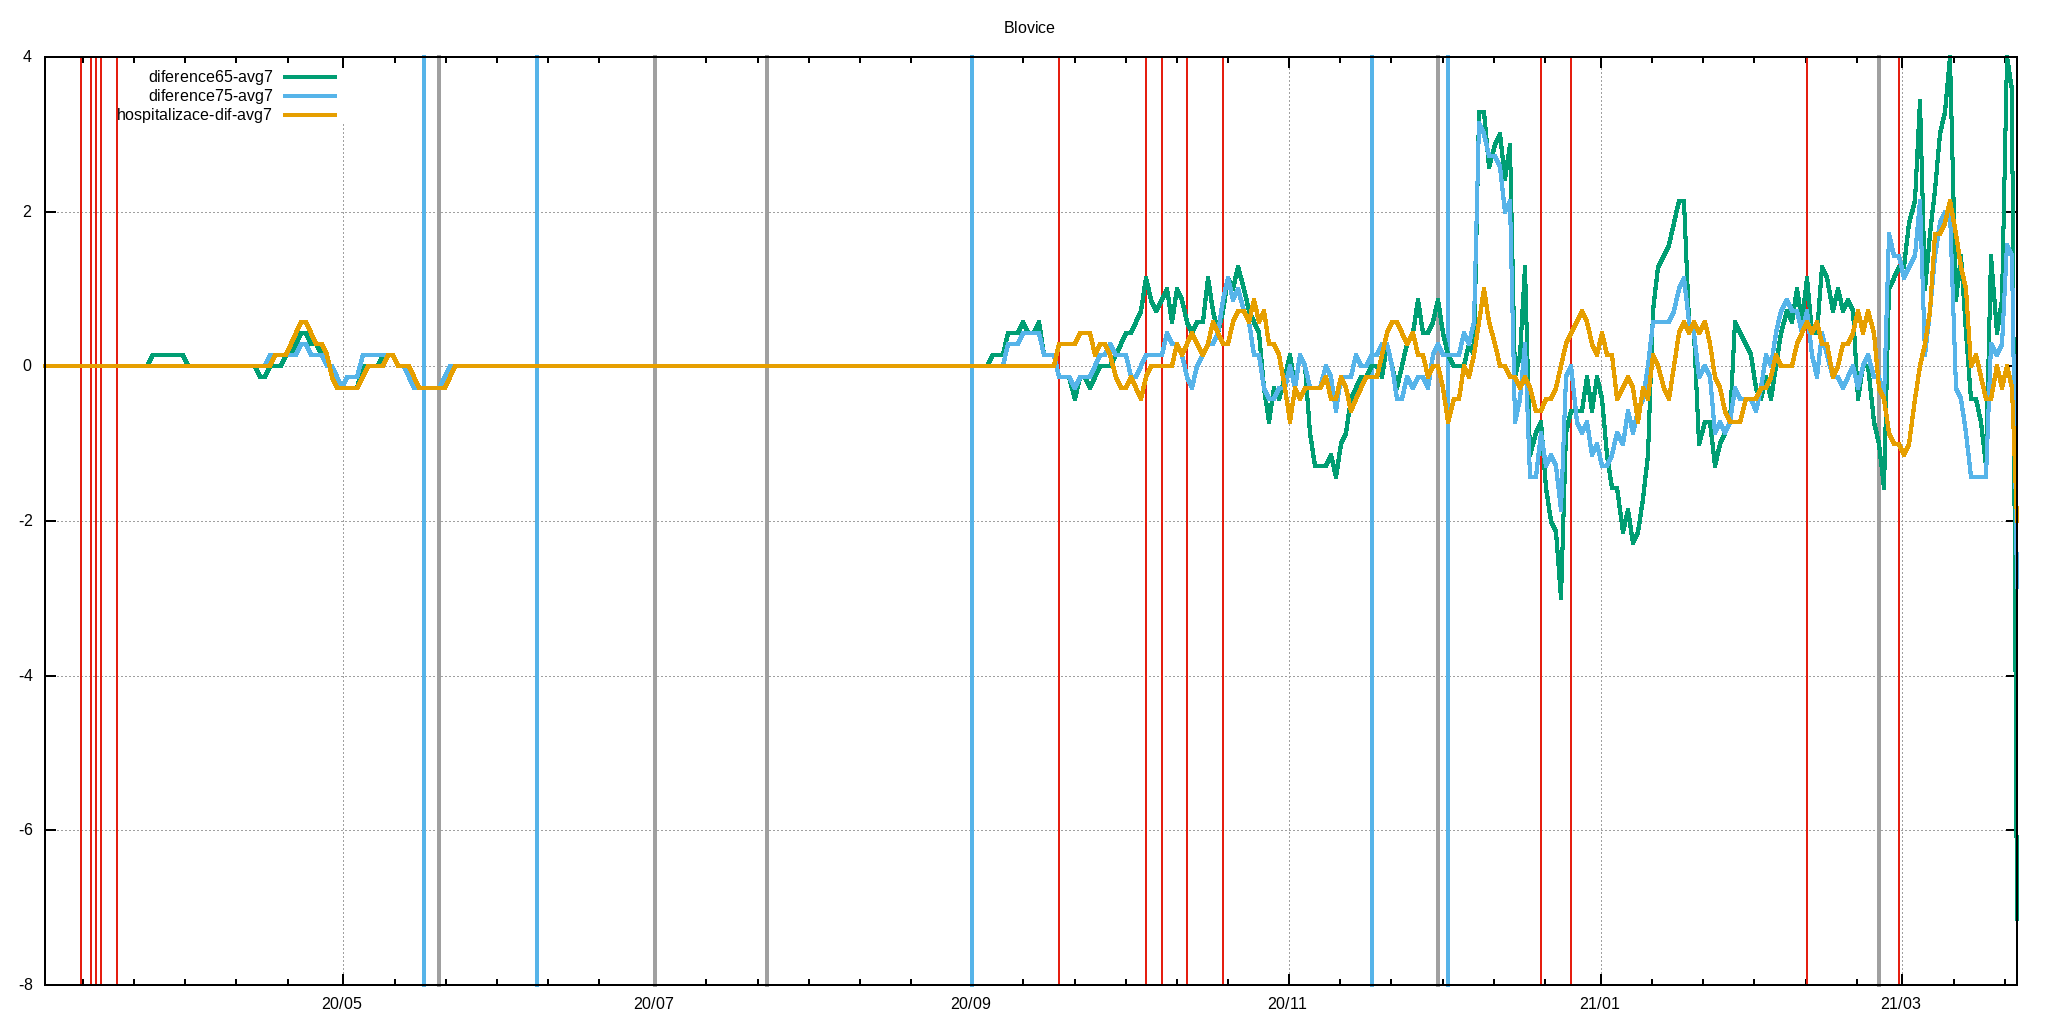 Blovice
diference65-avg7
diference75-avg7
hospitalizace-dif-avg7
4
2
0
-2
-4
-6
-8
20/05 20/07 20/09 20/11 21/01 21/03